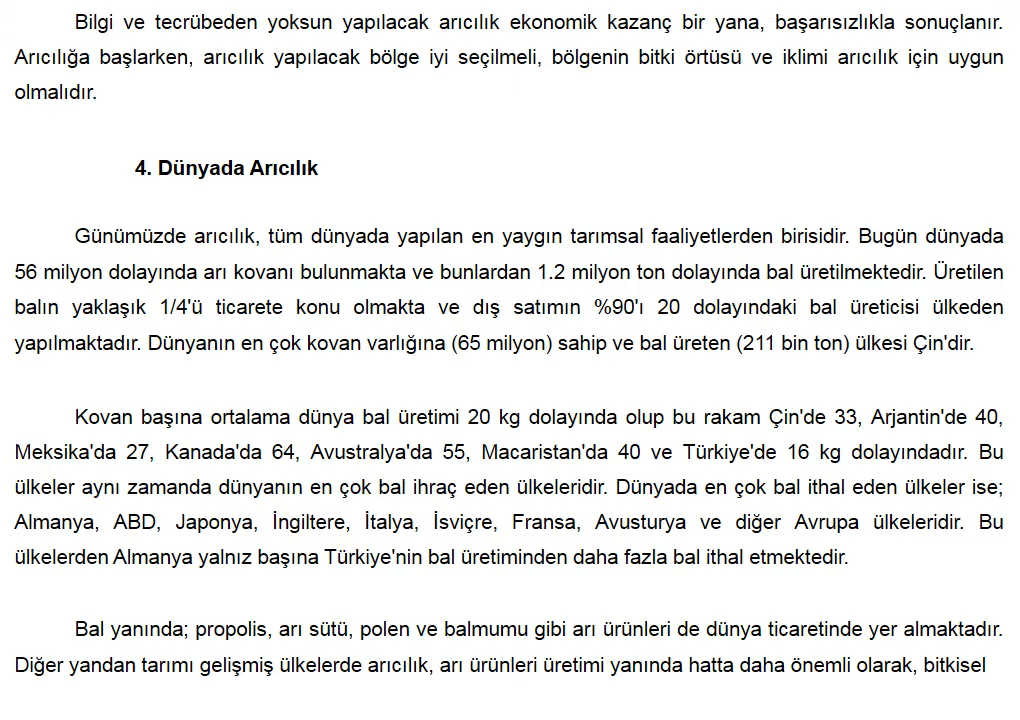 Bilgi ve tecrübeden yoksun yapılacak arıcılık ekonomik kazanç bir yana, başarısızlıkla sonuçlanır.
Arıcılığa başlarken, arıcılık yapılacak bölge iyi seçilmeli, bölgenin bitki örtüsü ve iklimi arıcılık için uygun
olmalıdır.
4. Dünyada Arıcılık
Günümüzde arıcılık, tüm dünyada yapılan en yaygın tarımsal faaliyetlerden birisidir. Bugün dünyada
56 milyon dolayında arı kovanı bulunmakta ve bunlardan 1.2 milyon ton dolayında bal üretilmektedir. Üretilen
balın yaklaşık 1/4'ü ticarete konu olmakta ve dış satımın %90'ı 20 dolayındaki bal üreticisi ülkeden
yapılmaktadır. Dünyanın en çok kovan varlığına (65 milyon) sahip ve bal üreten (211 bin ton) ülkesi Çin'dir.
Kovan başına ortalama dünya bal üretimi 20 kg dolayında olup bu rakam Çin'de 33, Arjantin'de 40,
Meksika'da 27, Kanada'da 64, Avustralya'da 55, Macaristan'da 40 ve Türkiye'de 16 kg dolayındadır. Bu
ülkeler aynı zamanda dünyanın en çok bal ihraç eden ülkeleridir. Dünyada en çok bal ithal eden ülkeler ise;
Almanya, ABD, Japonya, İngiltere, İtalya, İsviçre, Fransa, Avusturya ve diğer Avrupa ülkeleridir. Bu
ülkelerden Almanya yalnız başına Türkiye'nin bal üretiminden daha fazla bal ithal etmektedir.
Bal yanında; propolis, arı sütü, polen ve balmumu gibi arı ürünleri de dünya ticaretinde yer almaktadır.
Diğer yandan tarımı gelişmiş ülkelerde arıcılık, arı ürünleri üretimi yanında hatta daha önemli olarak, bitkisel